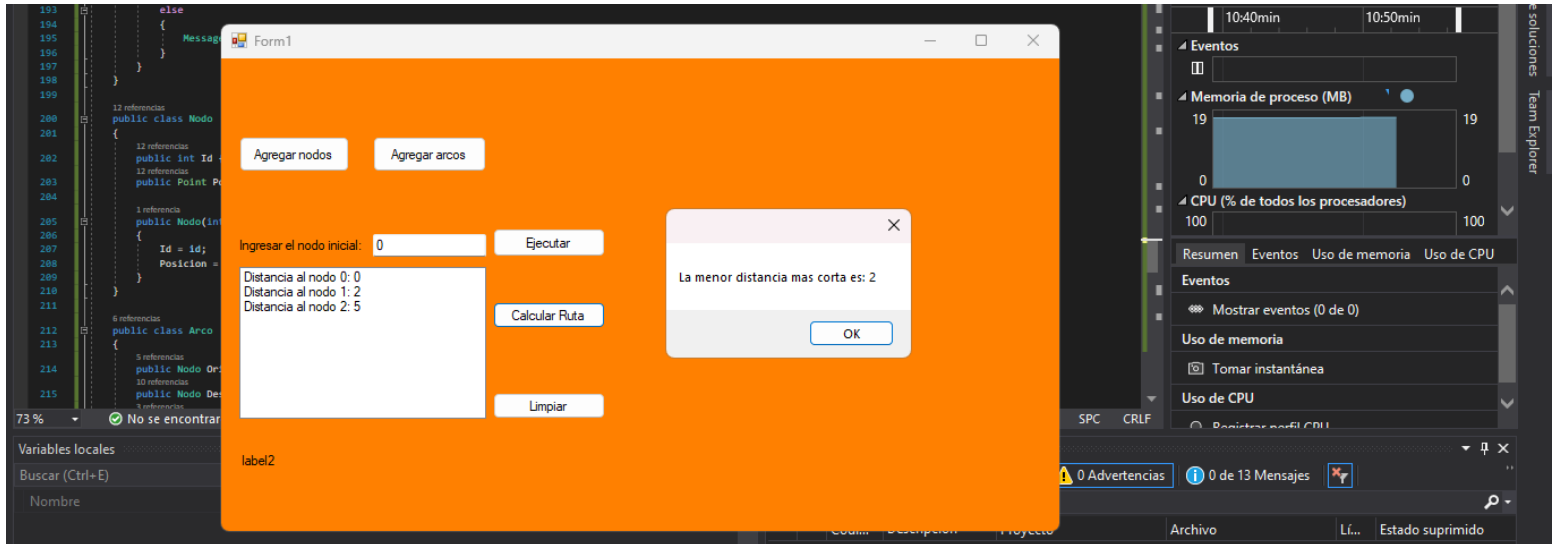 193 else
194 {
195 Messag
196 }
197 }
198 }
199
12 referencias
200 public class Nodo
201 {
12 referencias
202 public int Id
12 referencias
203 public Point Po
204
1 referencia
205 public Nodo(int
206 {
207 Id = id;
208 Posicion =
209 }
210 }
211
6 referencias
212 public class Arco
213 {
5 referencias
214 public Nodo Ori
10 referencias
215 public Nodo Des
3 referencias
73 %
No se encontrar
SPC CRLF
Form1
Agregar nodos
Agregar arcos
Ingresar el nodo inicial: 0
Ejecutar
Distancia al nodo 0: 0
Distancia al nodo 1: 2
Distancia al nodo 2: 5
Calcular Ruta
Limpiar
label2
La menor distancia mas corta es: 2
OK
10:40min 10:50min
Eventos
Memoria de proceso (MB)
19 19
0 0
CPU (% de todos los procesadores)
100 100
Resumen Eventos Uso de memoria Uso de CPU
Eventos
Mostrar eventos (0 de 0)
Uso de memoria
Tomar instantánea
Uso de CPU
Registrar perfil CPU
e soluciones
Team Explorer
Variables locales
Buscar (Ctrl+E)
Nombre
0 Advertencias
0 de 13 Mensajes
Descripción Proyecto Archivo Lí... Estado suprimido